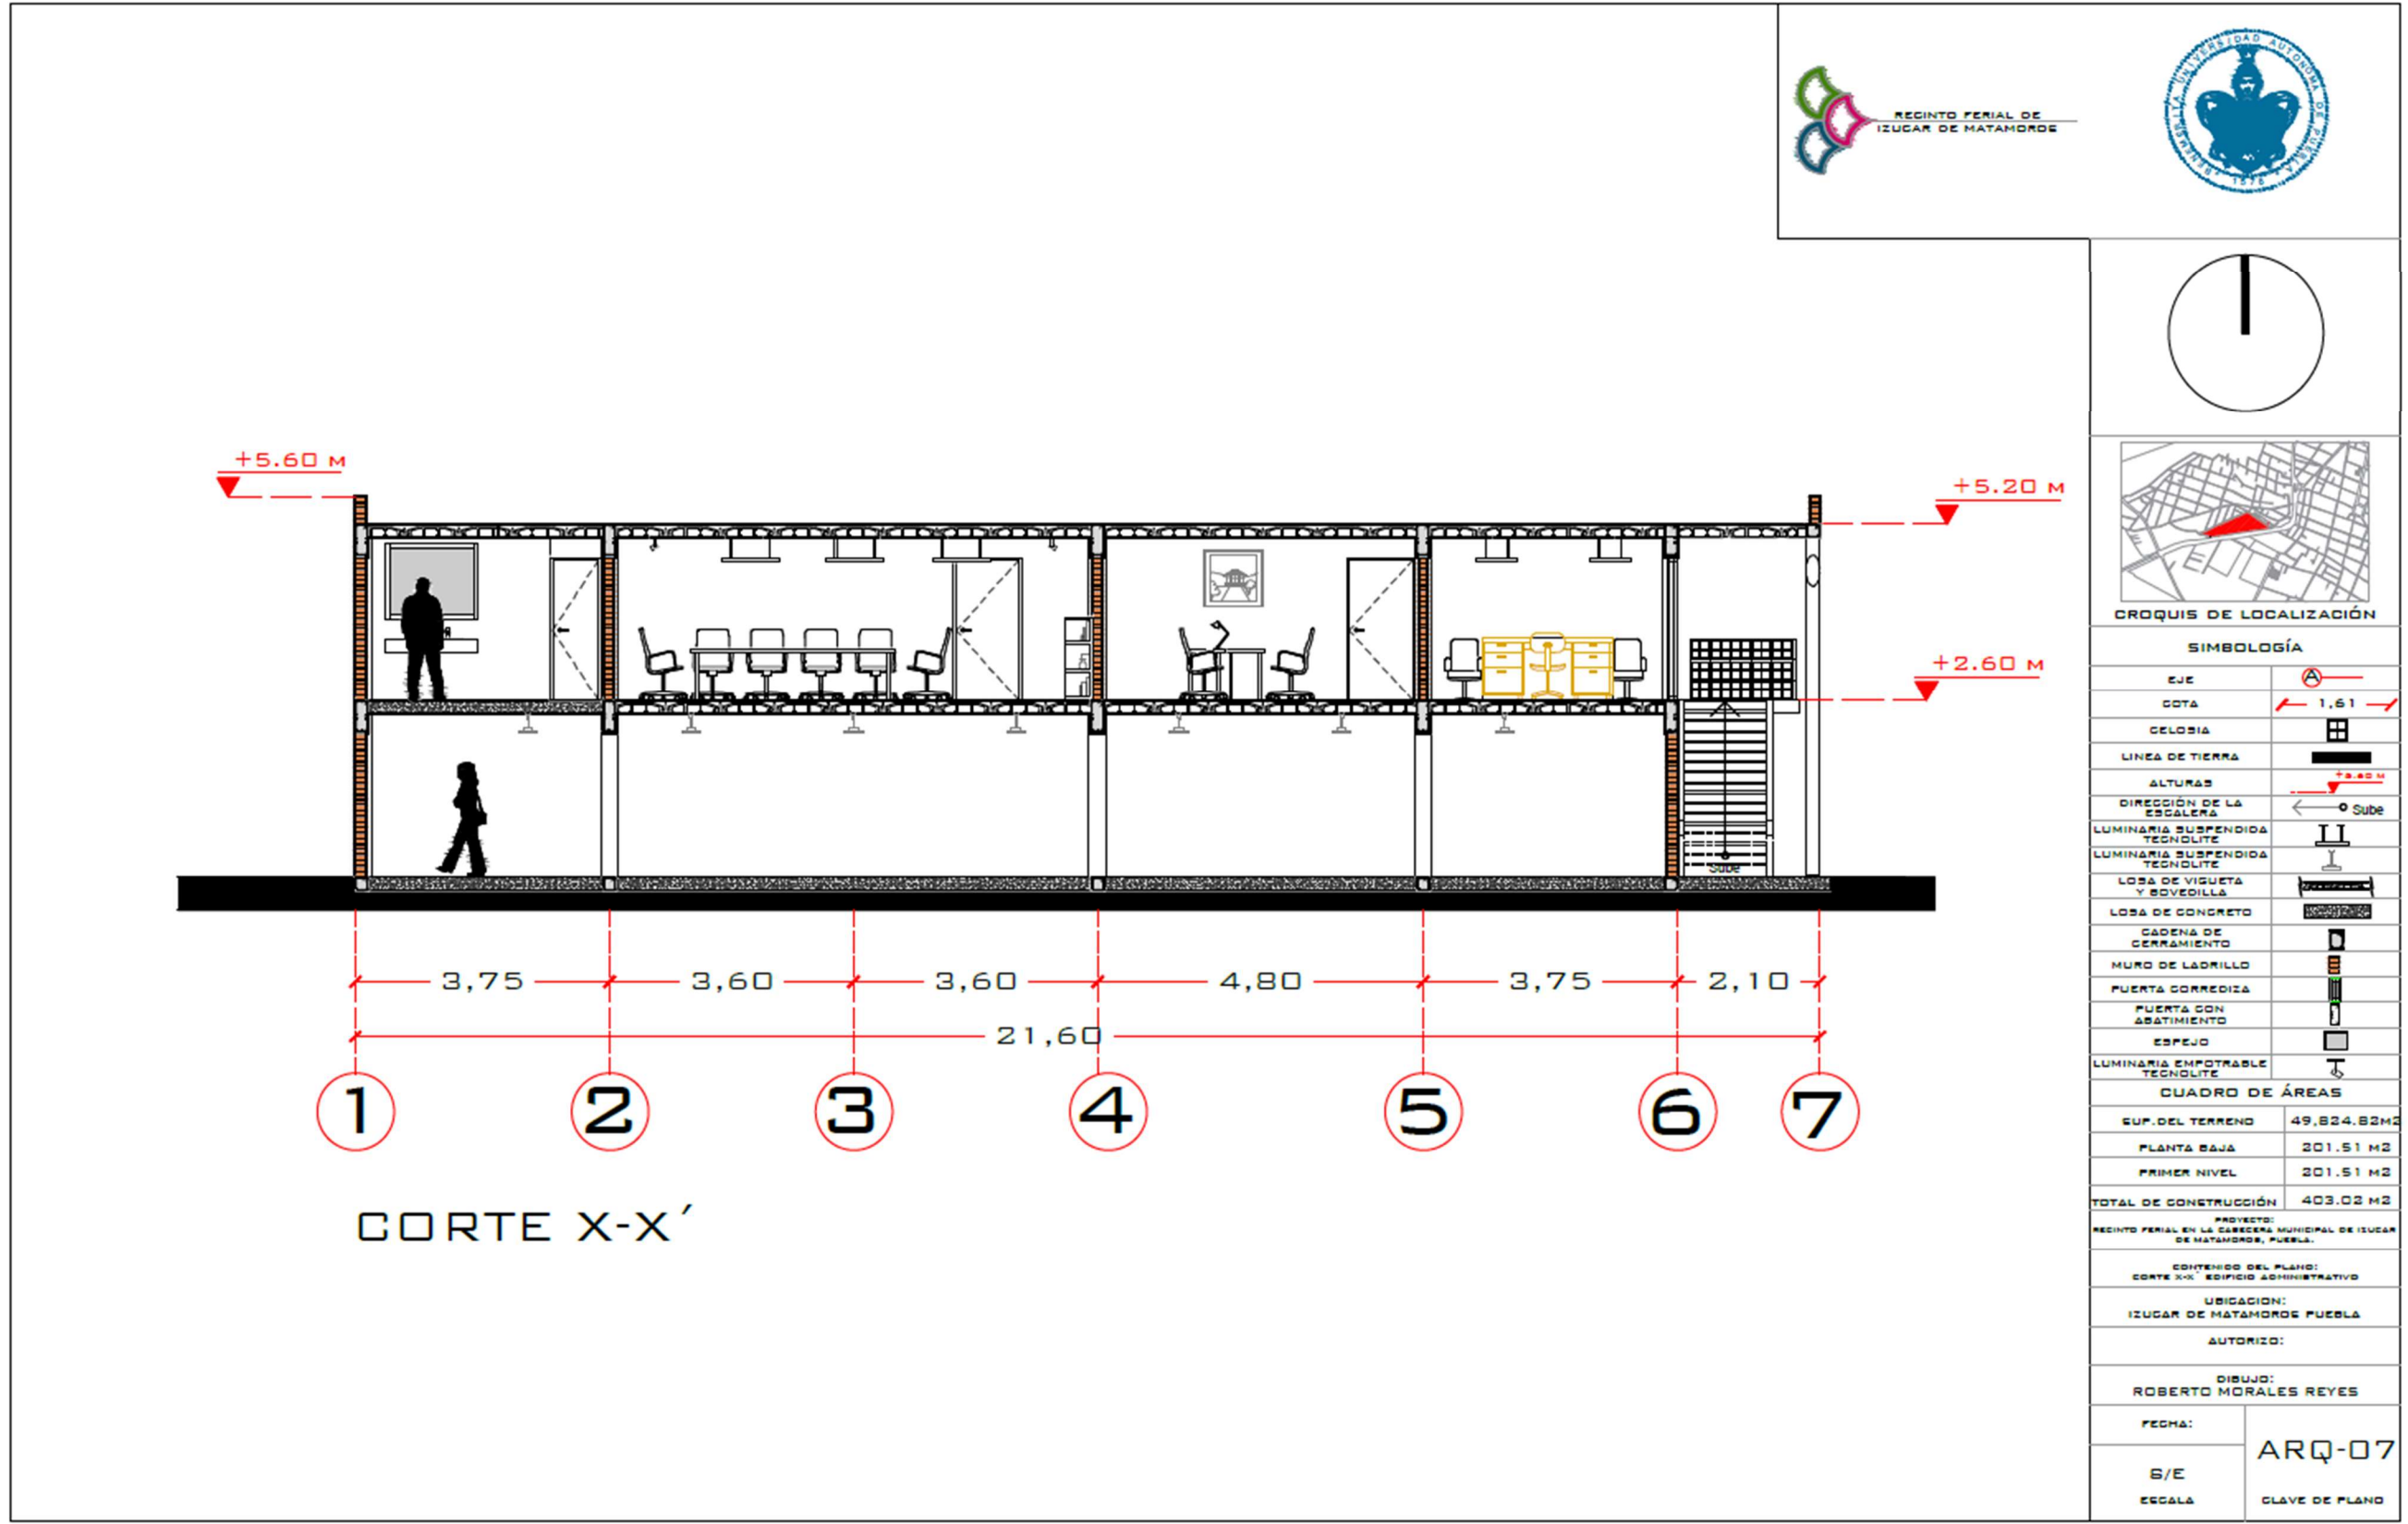 RECINTO FERIAL DE
IZUCAR DE MATAMOROS
BENEMÉRITA UNIVERSIDAD AUTONOMA DE PUEBLA
1578
+5.60 M
+5.20 M
+2.60 M
Sube
3,75
3,60
3,60
4,80
3,75
2,10
21,60
1
2
3
4
5
6
7
CORTE X-X´
CROQUIS DE LOCALIZACIÓN
SIMBOLOGÍA
EJE
A
COTA
1,61
CELOSIA
LINEA DE TIERRA
ALTURAS
DIRECCIÓN DE LA
ESCALERA
Sube
LUMINARIA SUSPENDIDA
TECNOLITE
LUMINARIA SUSPENDIDA
TECNOLITE
LOSA DE VIGUETA
Y BOVEDILLA
LOSA DE CONCRETO
CADENA DE
CERRAMIENTO
MURO DE LADRILLO
PUERTA CORREDIZA
PUERTA CON
ABATIMIENTO
ESPEJO
LUMINARIA EMPOTRABLE
TECNOLITE
CUADRO DE ÁREAS
SUP.DEL TERRENO 49,824.82M2
PLANTA BAJA 201.51 M2
PRIMER NIVEL 201.51 M2
TOTAL DE CONSTRUCCIÓN 403.02 M2
PROYECTO:
RECINTO FERIAL EN LA CABECERA MUNICIPAL DE IZUCAR
DE MATAMOROS, PUEBLA.
CONTENIDO DEL PLANO:
CORTE X-X´ EDIFICIO ADMINISTRATIVO
UBICACION:
IZUCAR DE MATAMOROS PUEBLA
AUTORIZO:
DIBUJO:
ROBERTO MORALES REYES
FECHA:
ARQ-07
S/E
ESCALA
CLAVE DE PLANO